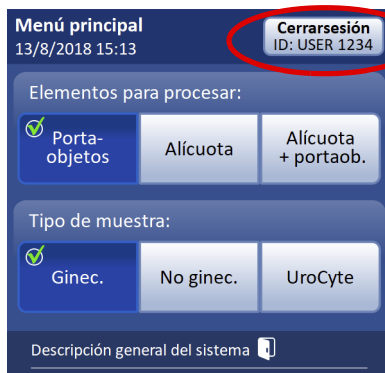 Menú principal
13/8/2018 15:13
Cerrarsesión
ID: USER 1234
Elementos para procesar:
Porta-
objetos
Alícuota
Alícuota
+ portaob.
Tipo de muestra:
Ginec.
No ginec.
UroCyte
Descripción general del sistema